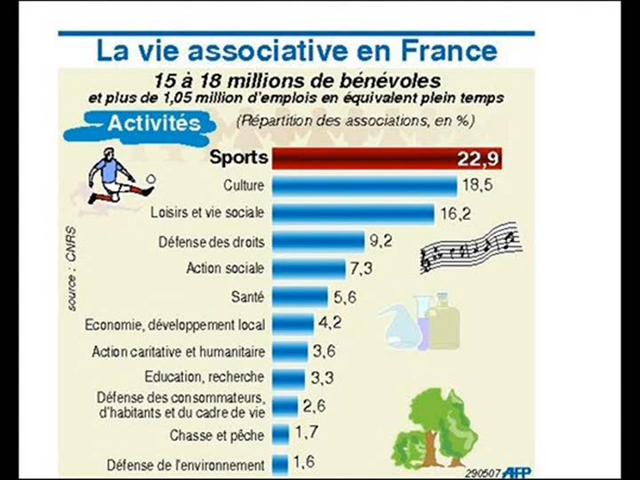 La vie associative en France
15 à 18 millions de bénévoles
et plus de 1,05 million d'emplois en équivalent plein temps
Activités (Répartition des associations, en %)
Sports 22,9
Culture 18,5
Loisirs et vie sociale 16,2
Défense des droits 9,2
Action sociale 7,3
Santé 5,6
Economie, développement local 4,2
Action caritative et humanitaire 3,6
Education, recherche 3,3
Défense des consommateurs,
d'habitants et du cadre de vie 2,6
Chasse et pêche 1,7
Défense de l'environnement 1,6
source : CNRS
290507 AFP